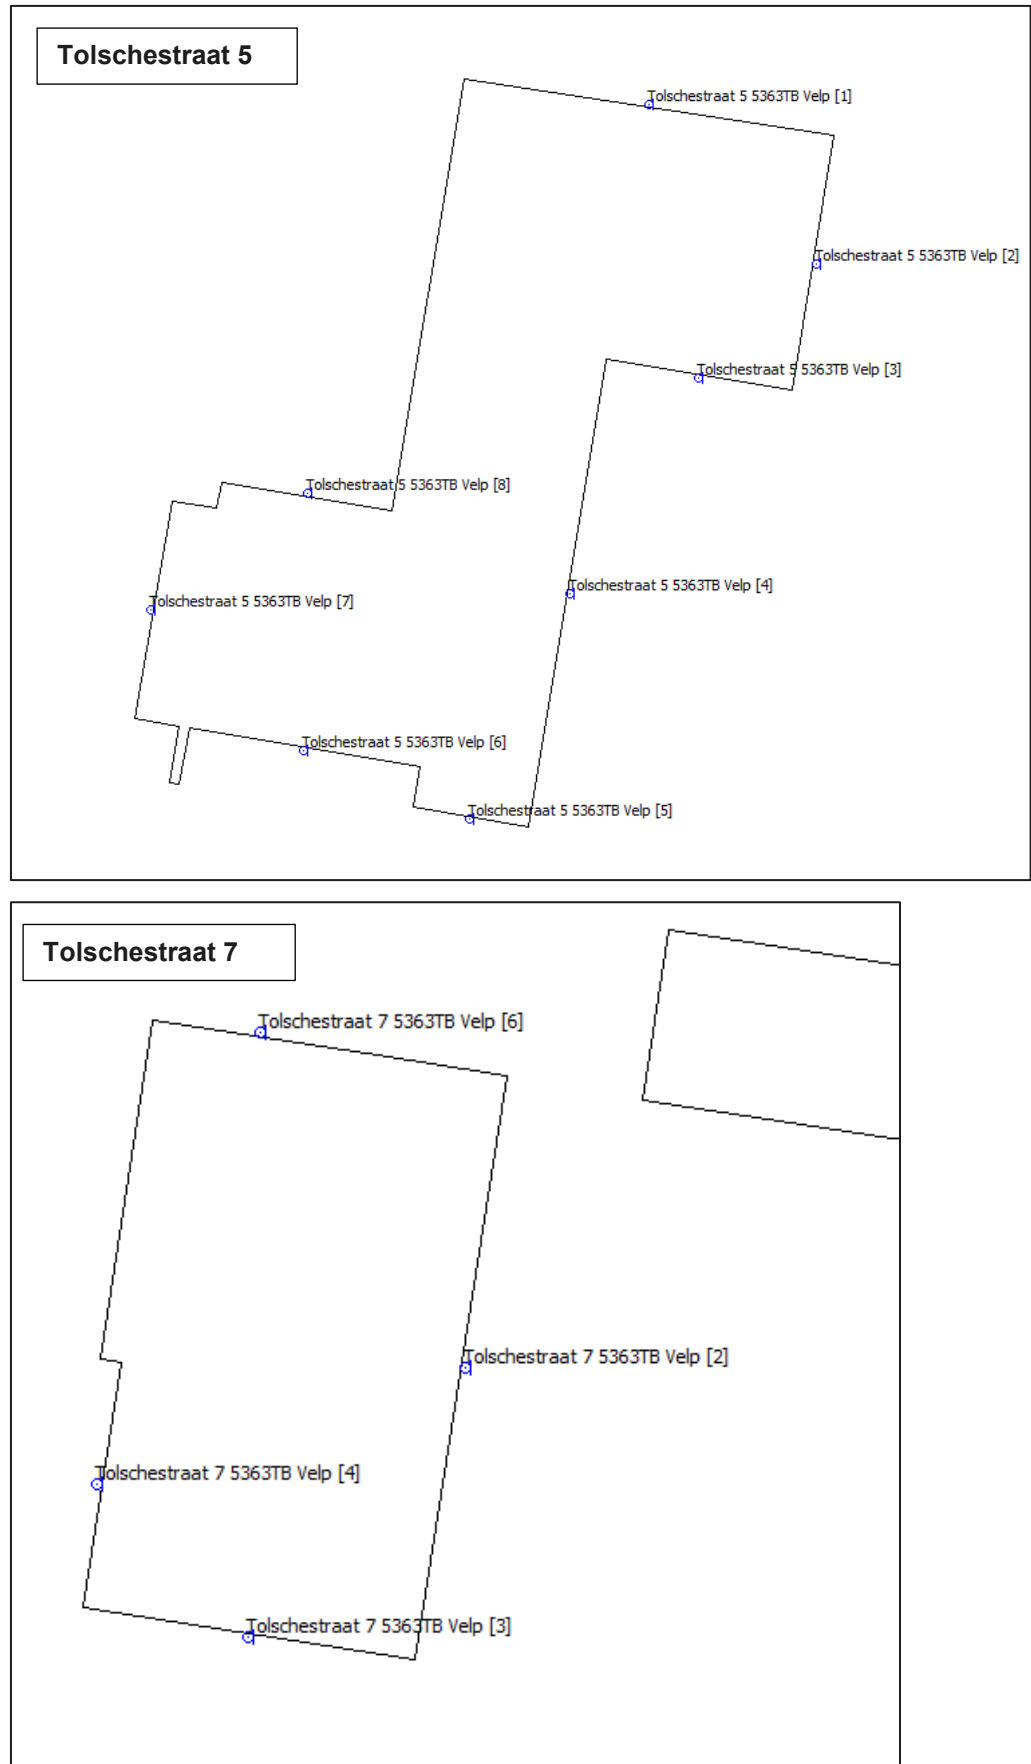 Tolschestraat 5
Tolschestraat 5 5363TB Velp [1]
Tolschestraat 5 5363TB Velp [2]
Tolschestraat 5 5363TB Velp [3]
Tolschestraat 5 5363TB Velp [8]
Tolschestraat 5 5363TB Velp [4]
Tolschestraat 5 5363TB Velp [7]
Tolschestraat 5 5363TB Velp [6]
Tolschestraat 5 5363TB Velp [5]
Tolschestraat 7
Tolschestraat 7 5363TB Velp [6]
Tolschestraat 7 5363TB Velp [2]
Tolschestraat 7 5363TB Velp [4]
Tolschestraat 7 5363TB Velp [3]